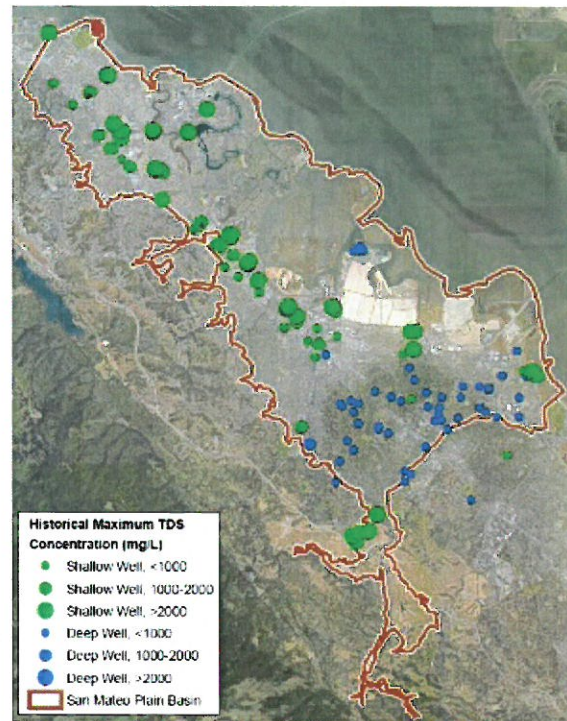 Historical Maximum TDS
Concentration (mg/L)
Shallow Well, <1000
Shallow Well, 1000-2000
Shallow Well, >2000
Deep Well, <1000
Deep Well, 1000-2000
Deep Well, >2000
San Mateo Plain Basin